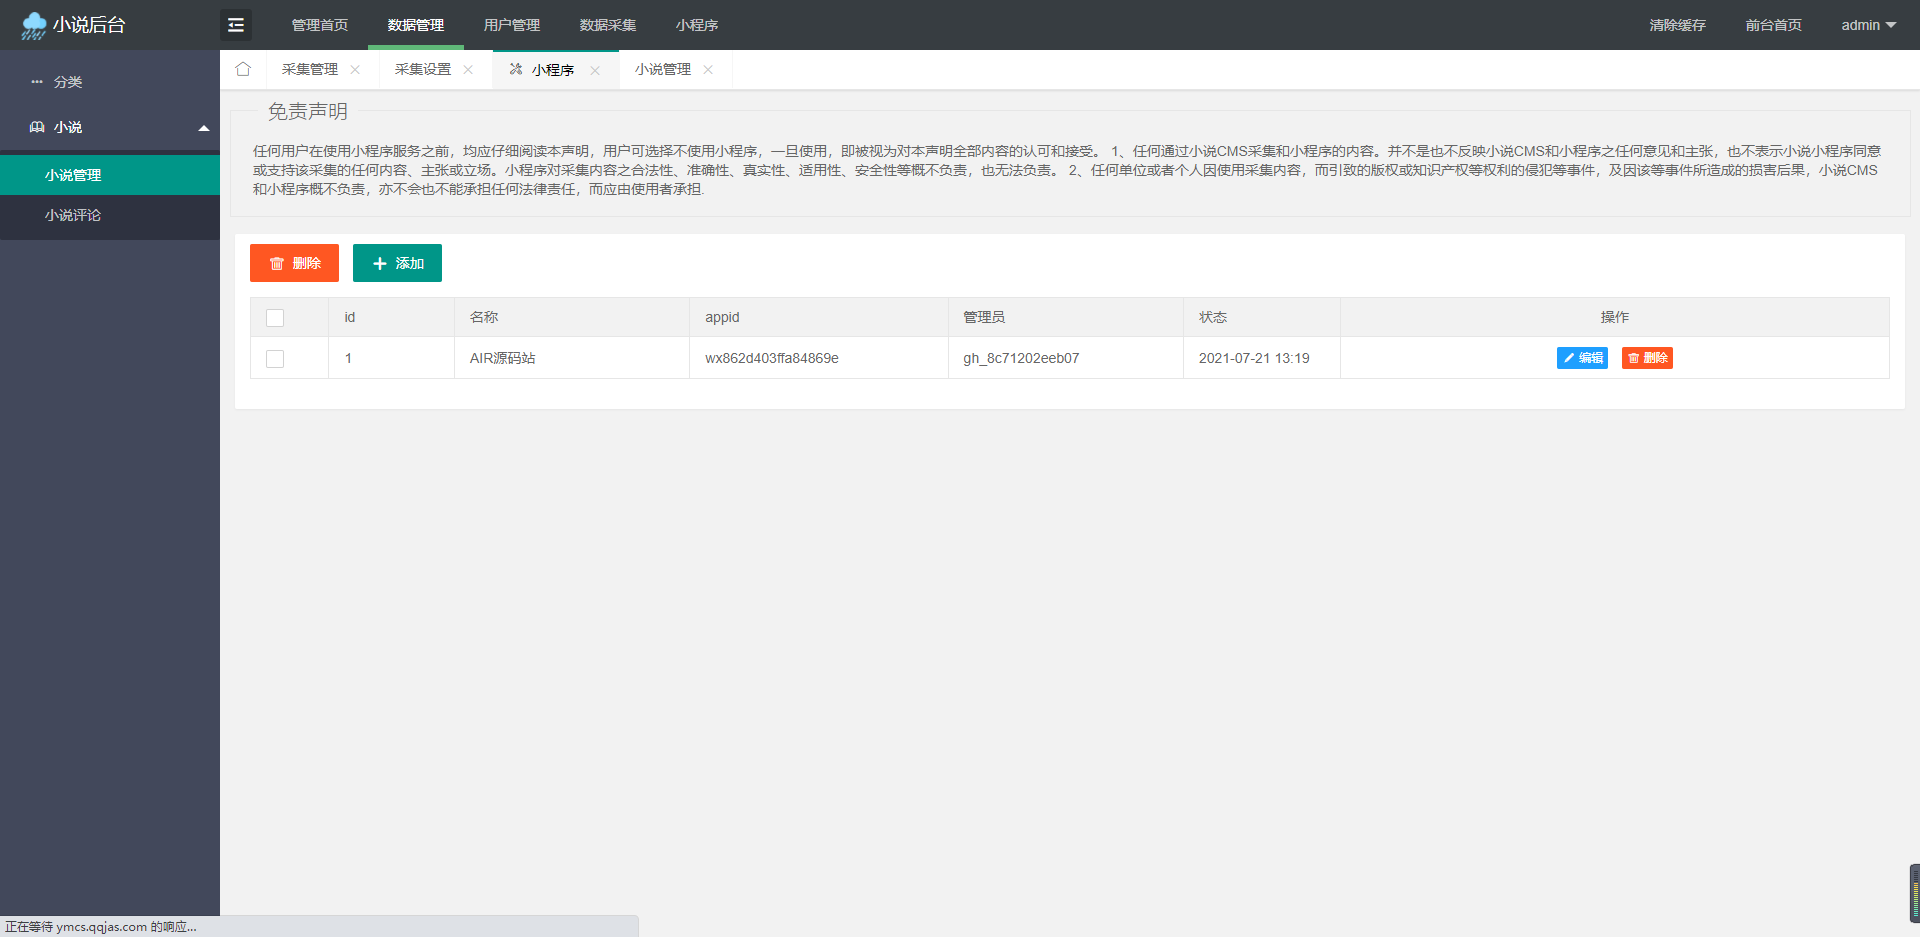 小说后台
管理首页
数据管理
用户管理
数据采集
小程序
清除缓存
前台首页
admin
分类
小说
小说管理
小说评论
采集管理
采集设置
小程序
小说管理
免责声明
任何用户在使用小程序服务之前，均应仔细阅读本声明，用户可选择不使用小程序，一旦使用，即被视为对本声明全部内容的认可和接受。 1、任何通过小说CMS采集和小程序的内容。并不是也不反映小说CMS和小程序之任何意见和主张，也不表示小说小程序同意
或支持该采集的任何内容、主张或立场。小程序对采集内容之合法性、准确性、真实性、适用性、安全性等概不负责，也无法负责。 2、任何单位或者个人因使用采集内容，而引致的版权或知识产权等权利的侵犯等事件，及因该等事件所造成的损害后果，小说CMS
和小程序概不负责，亦不会也不能承担任何法律责任，而应由使用者承担.
删除
添加
id
名称
appid
管理员
状态
操作
1
AIR源码站
wx862d403ffa84869e
gh_8c71202eeb07
2021-07-21 13:19
编辑
删除
正在等待 ymcs.qqjas.com 的响应...